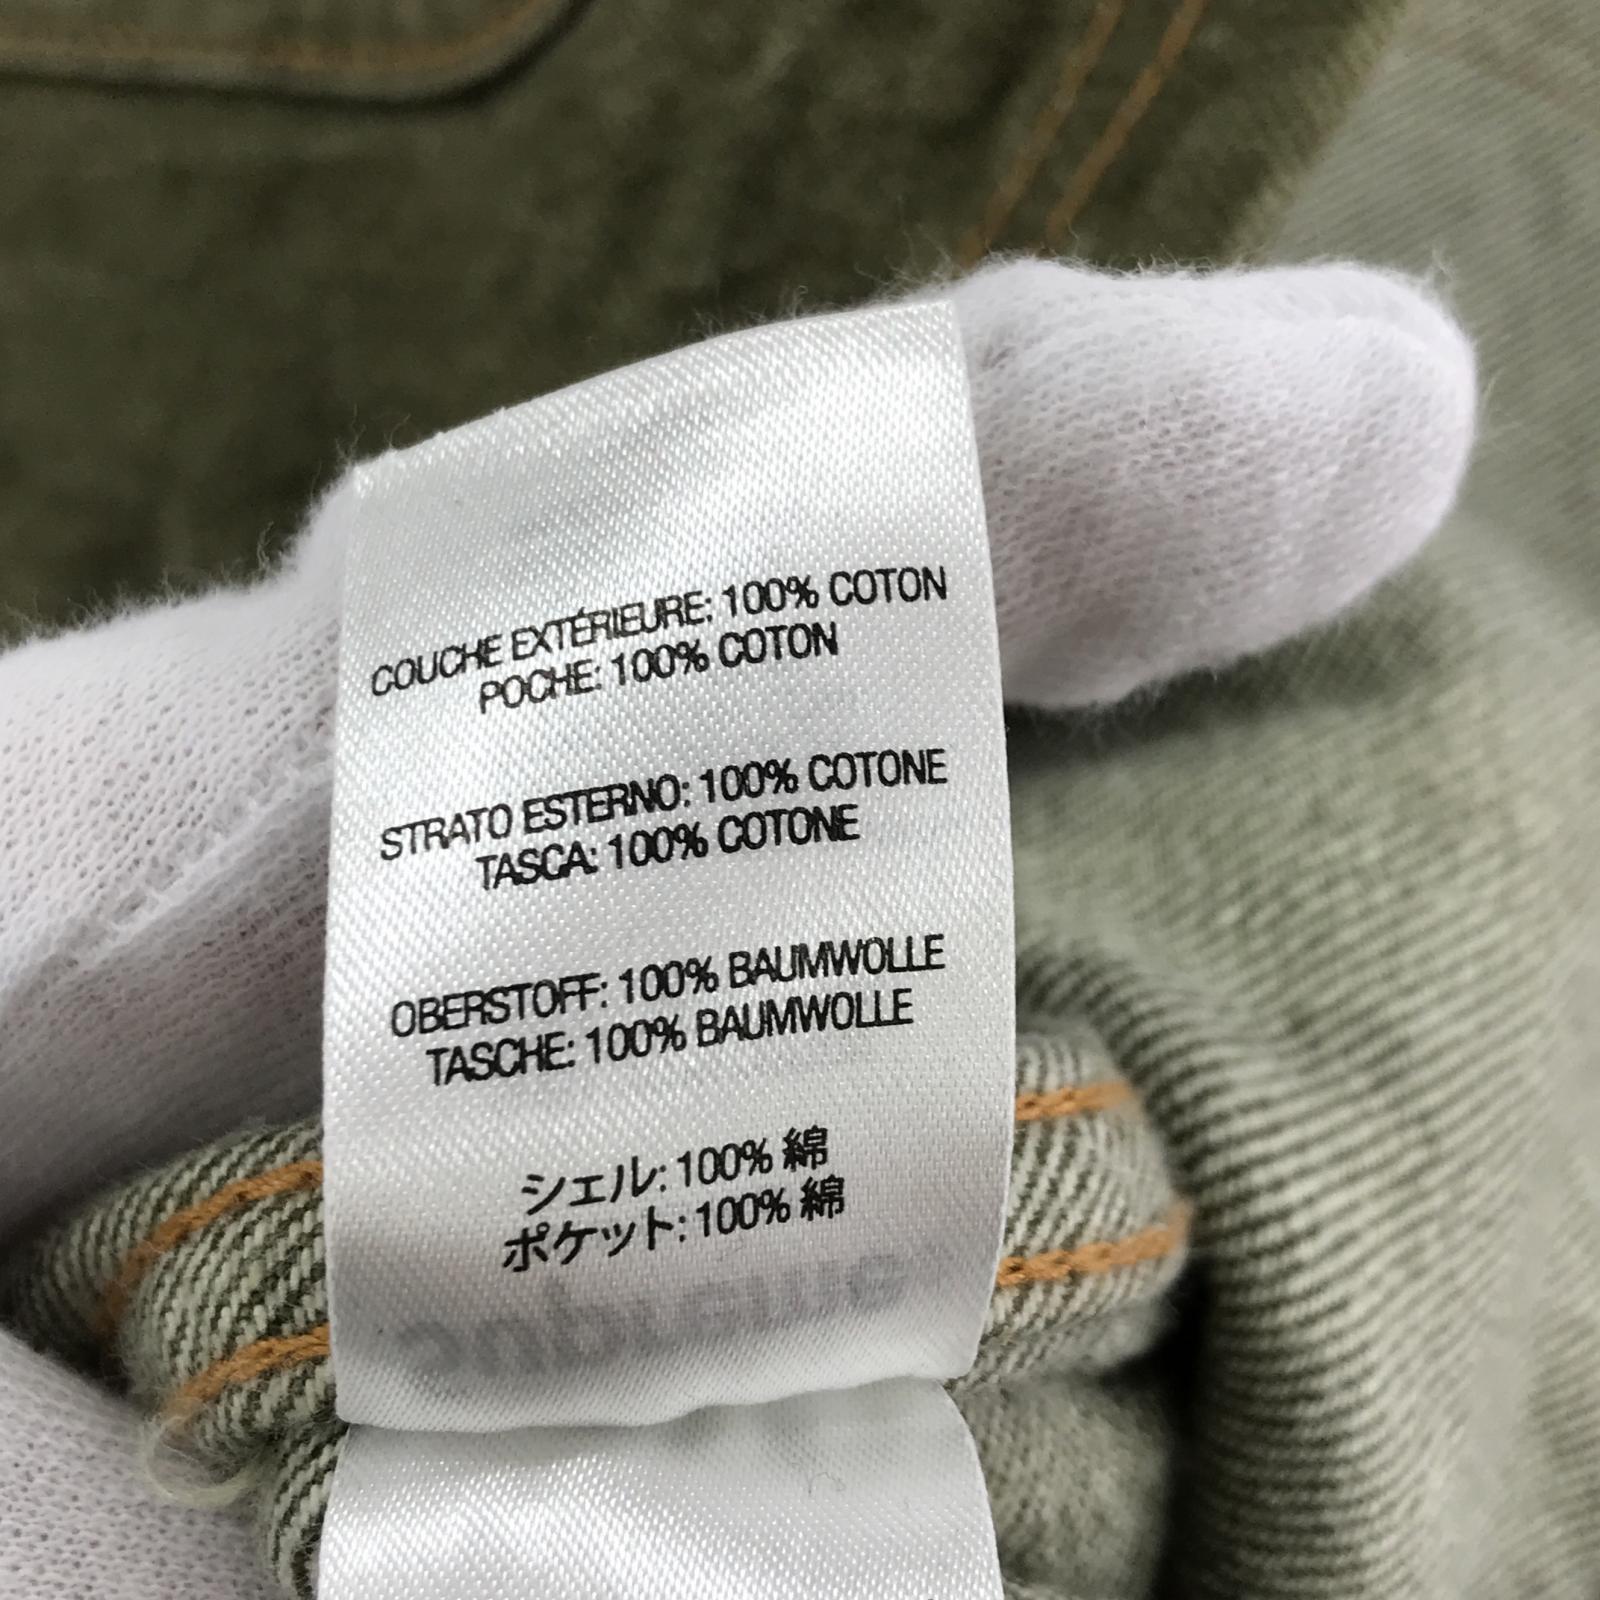 COUCHE EXTÉRIEURE: 100% COTON
POCHE: 100% COTON
STRATO ESTERNO: 100% COTONE
TASCA: 100% COTONE
OBERSTOFF: 100% BAUMWOLLE
TASCHE: 100% BAUMWOLLE
シェル: 100% 綿
ポケット: 100% 綿